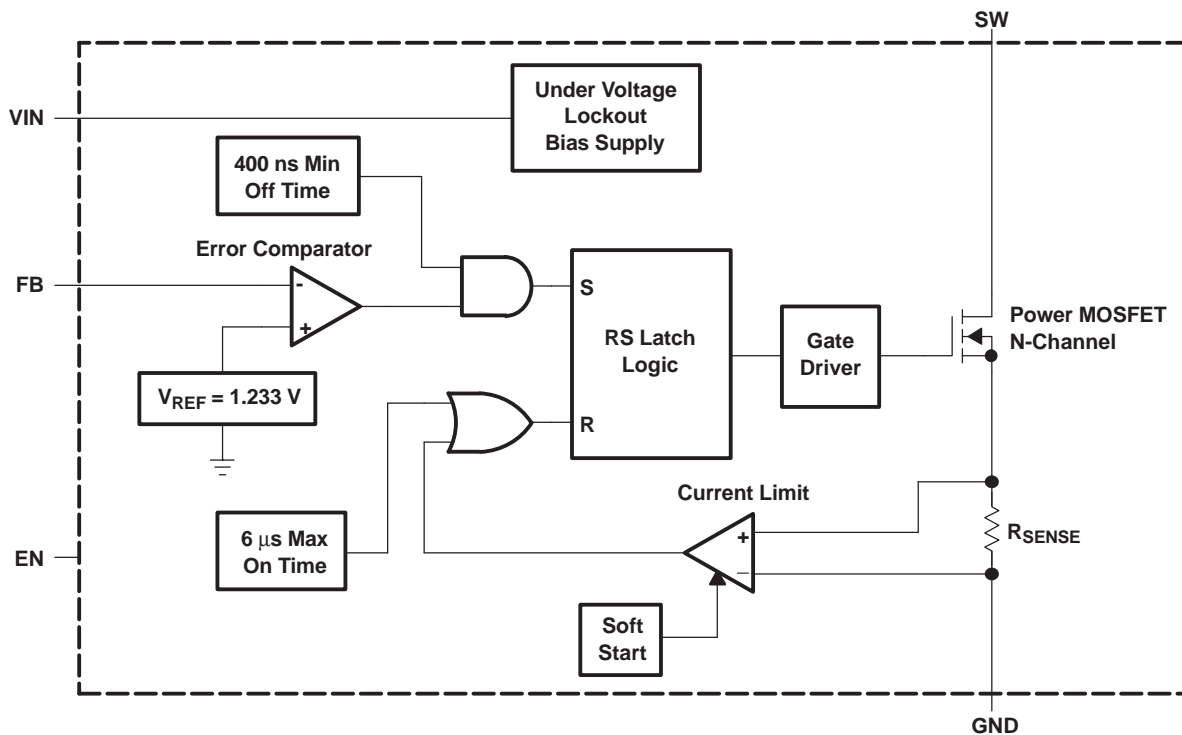 SW
Under Voltage
Lockout
Bias Supply
VIN
400 ns Min
Off Time
Error Comparator
FB
-
+
S
RS Latch
Logic
R
Gate
Driver
Power MOSFET
N-Channel
VREF = 1.233 V
Current Limit
+
–
RSENSE
6 μs Max
On Time
EN
Soft
Start
GND